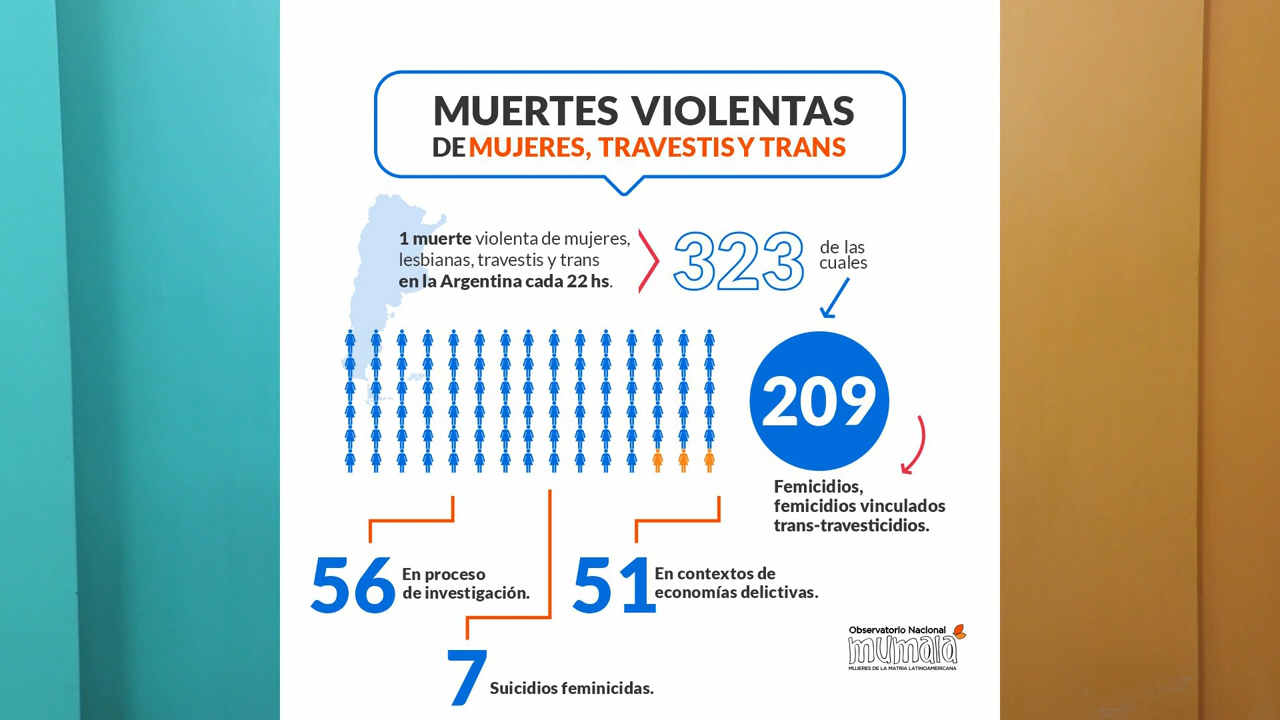 MUERTES VIOLENTAS
DE MUJERES, TRAVESTIS Y TRANS
1 muerte violenta de mujeres,
lesbianas, travestis y trans
en la Argentina cada 22 hs.
323
de las
cuales
209
Femicidios,
femicidios vinculados
trans-travesticidios.
56
En proceso
de investigación.
51
En contextos de
economías delictivas.
7
Suicidios feminicidas.
Observatorio Nacional
mumala
MUJERES DE LA MATRIA LATINOAMERICANA